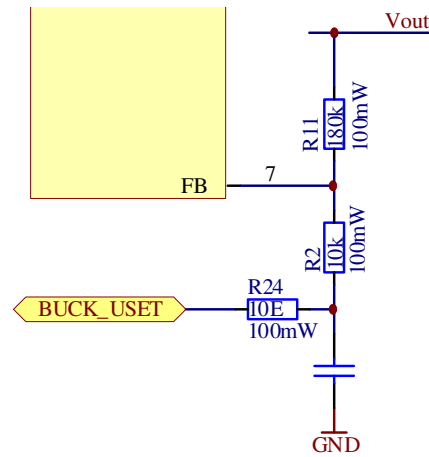 Vout
R11
180k
100mW
7
FB
R2
10k
100mW
R24
BUCK_USET
10E
100mW
GND